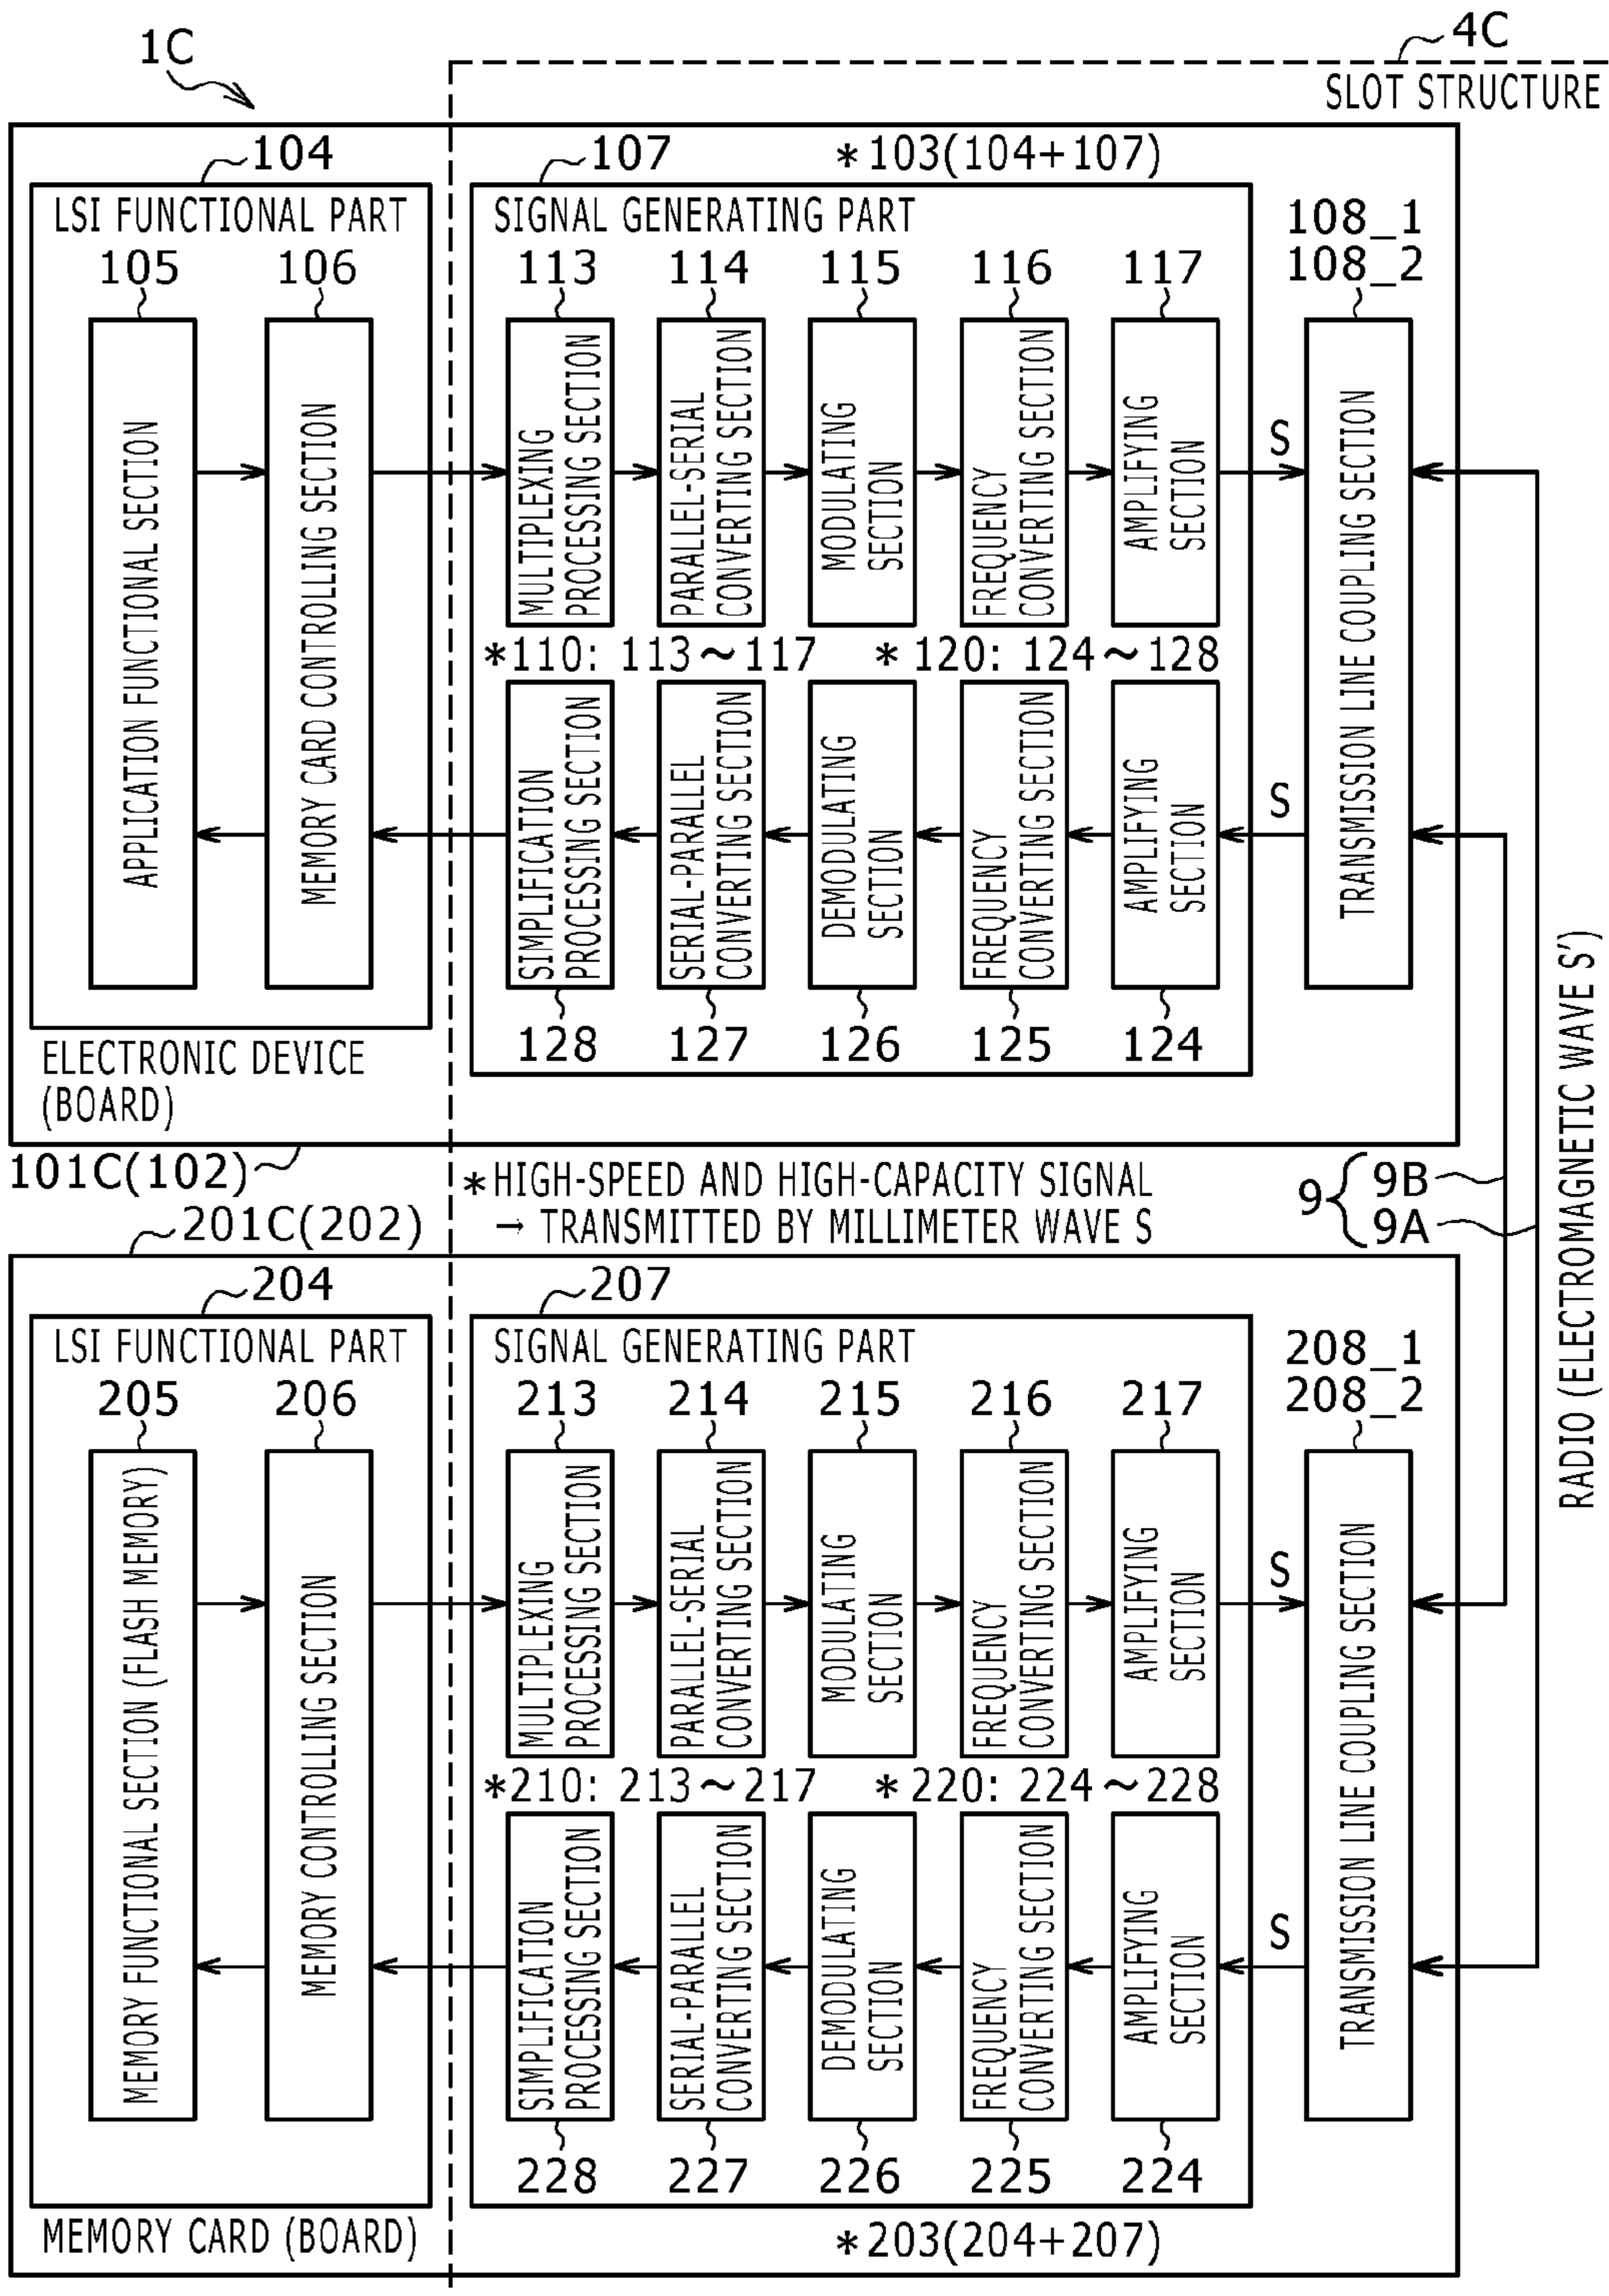 1C
4C
SLOT STRUCTURE
104
107
*103(104+107)
LSI FUNCTIONAL PART
SIGNAL GENERATING PART
108_1
108_2
105
106
113
114
115
116
117
APPLICATION FUNCTIONAL SECTION
MEMORY CARD CONTROLLING SECTION
MULTIPLEXING
PROCESSING SECTION
PARALLEL-SERIAL
CONVERTING SECTION
MODULATING
SECTION
FREQUENCY
CONVERTING SECTION
AMPLIFYING
SECTION
S
TRANSMISSION LINE COUPLING SECTION
*110: 113~117
*120: 124~128
SIMPLIFICATION
PROCESSING SECTION
SERIAL-PARALLEL
CONVERTING SECTION
DEMODULATING
SECTION
FREQUENCY
CONVERTING SECTION
AMPLIFYING
SECTION
S
128
127
126
125
124
ELECTRONIC DEVICE
(BOARD)
101C(102)
*HIGH-SPEED AND HIGH-CAPACITY SIGNAL
→ TRANSMITTED BY MILLIMETER WAVE S
9
9B
9A
RADIO (ELECTROMAGNETIC WAVE S')
201C(202)
204
207
LSI FUNCTIONAL PART
SIGNAL GENERATING PART
208_1
208_2
205
206
213
214
215
216
217
MEMORY FUNCTIONAL SECTION (FLASH MEMORY)
MEMORY CONTROLLING SECTION
MULTIPLEXING
PROCESSING SECTION
PARALLEL-SERIAL
CONVERTING SECTION
MODULATING
SECTION
FREQUENCY
CONVERTING SECTION
AMPLIFYING
SECTION
S
TRANSMISSION LINE COUPLING SECTION
*210: 213~217
*220: 224~228
SIMPLIFICATION
PROCESSING SECTION
SERIAL-PARALLEL
CONVERTING SECTION
DEMODULATING
SECTION
FREQUENCY
CONVERTING SECTION
AMPLIFYING
SECTION
S
228
227
226
225
224
MEMORY CARD (BOARD)
*203(204+207)